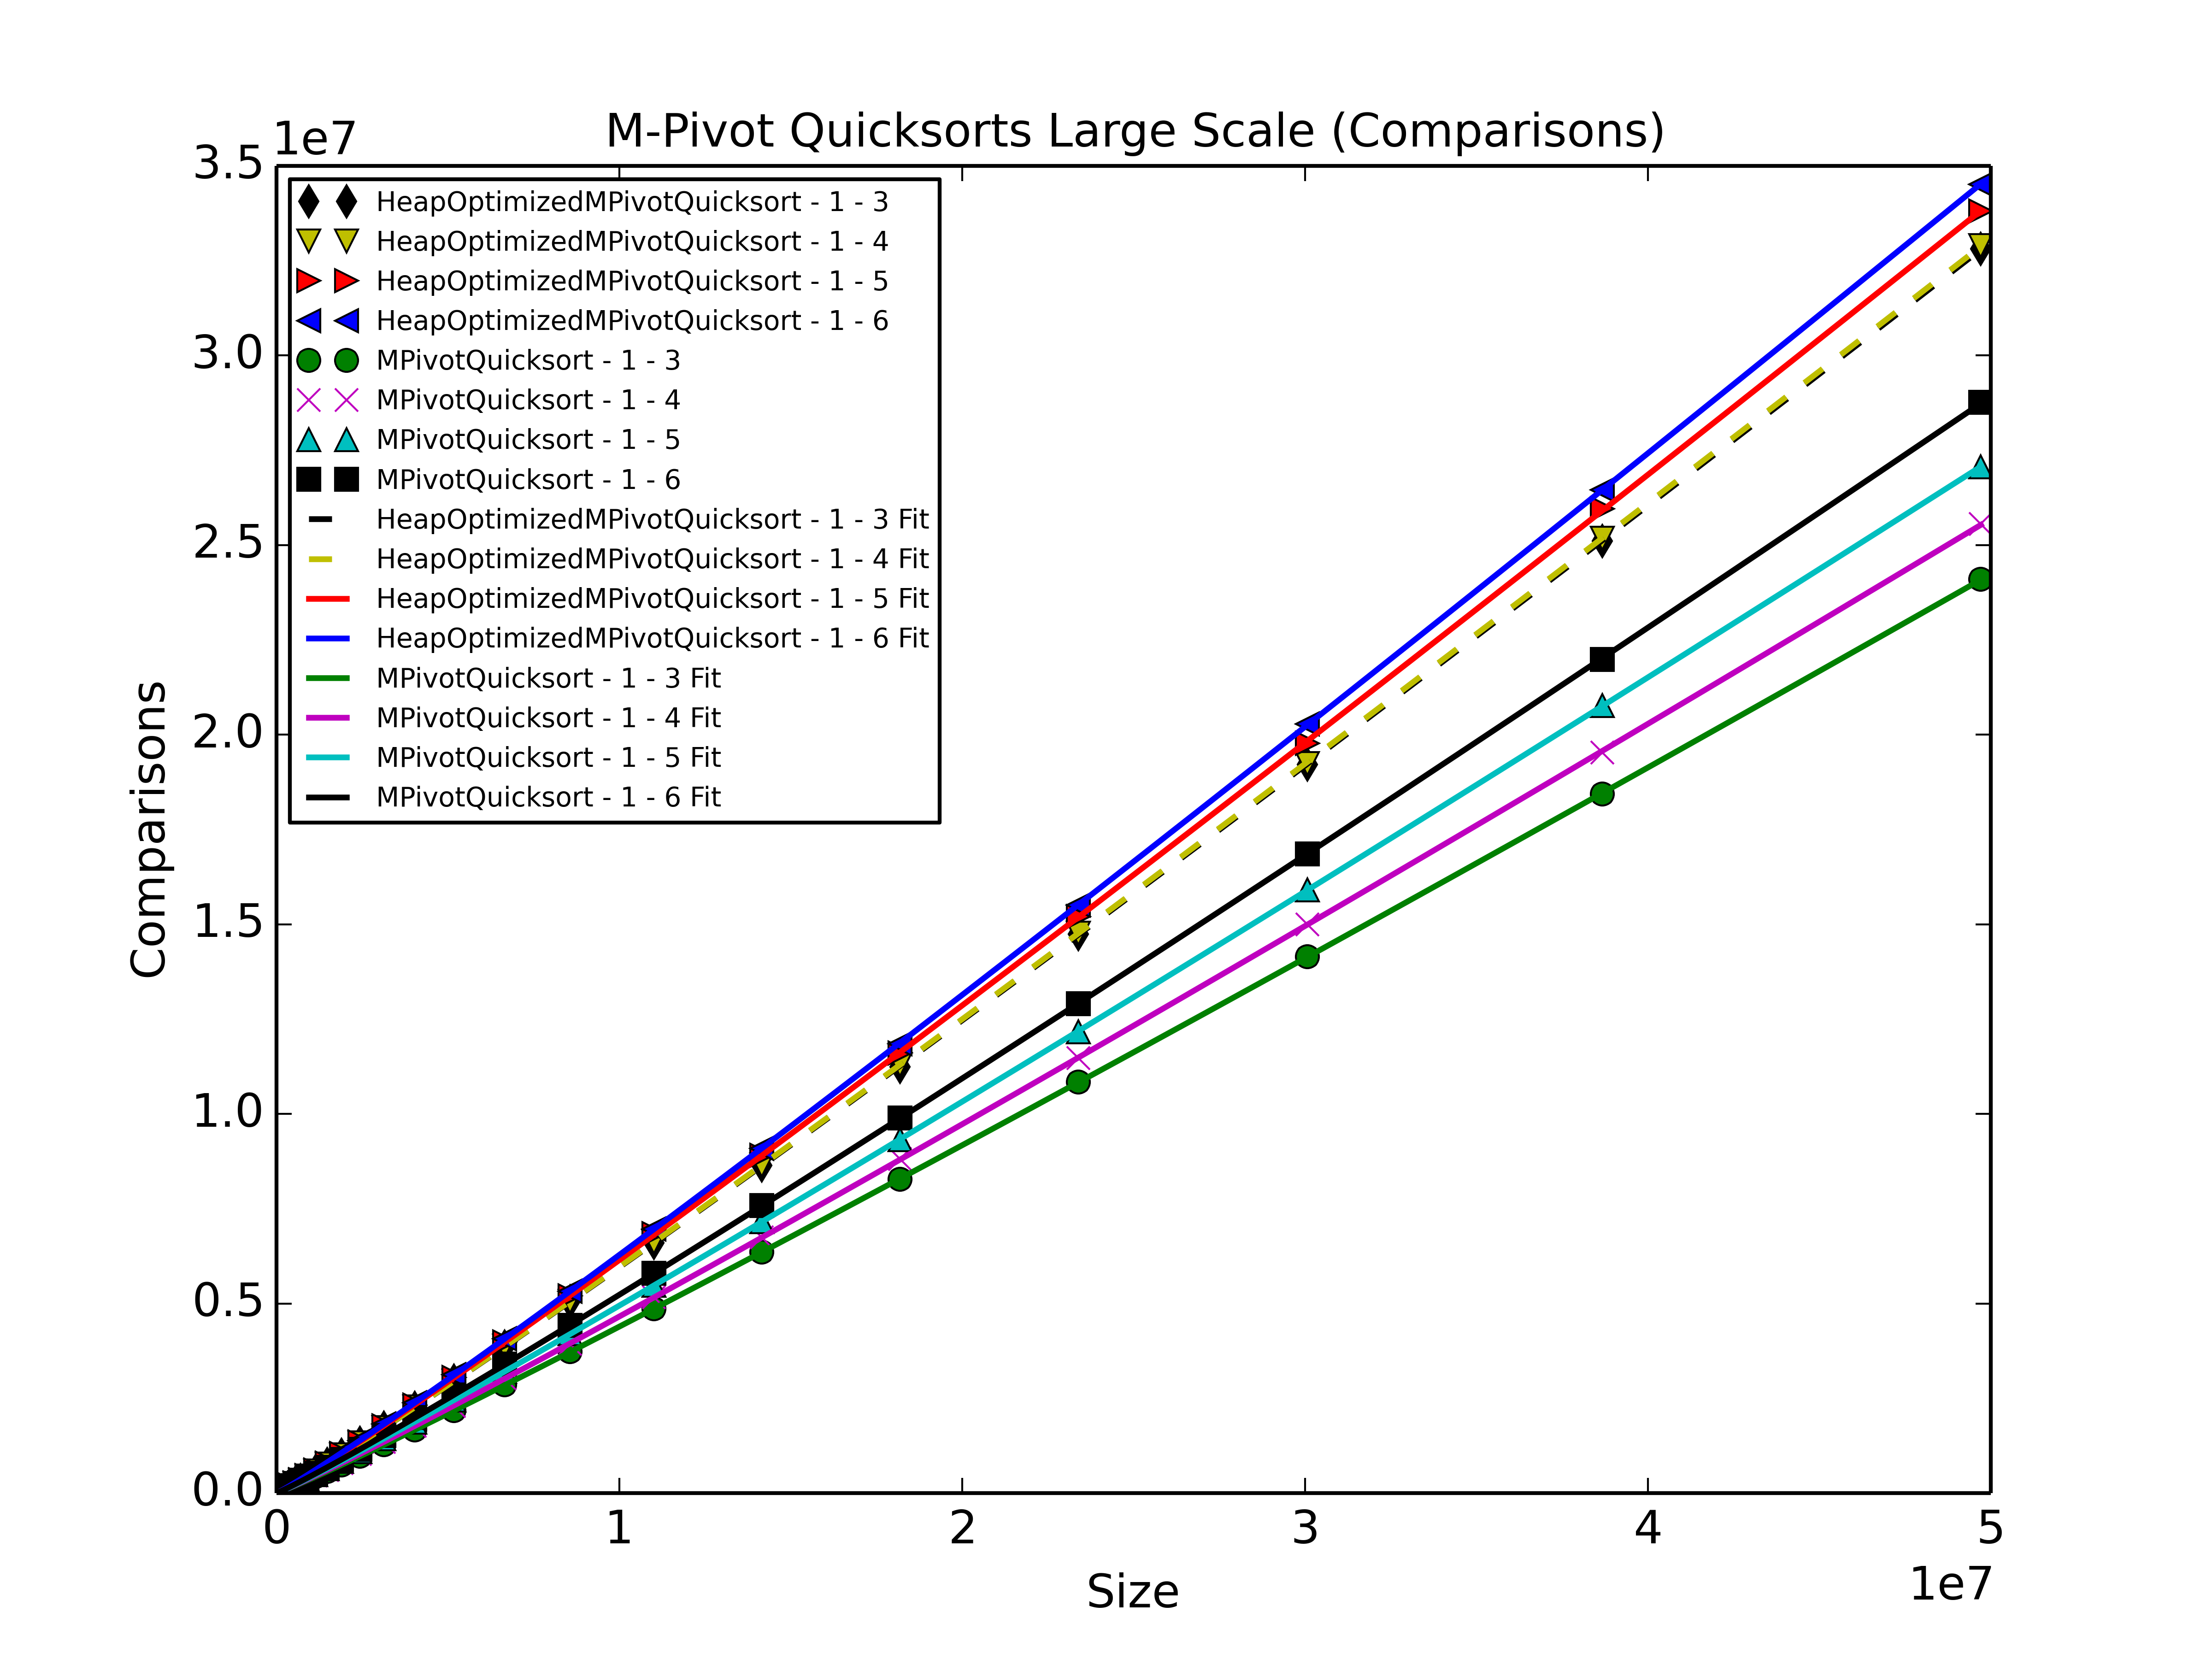 M-Pivot Quicksorts Large Scale (Comparisons)
1e7
3.5
3.0
2.5
2.0
1.5
1.0
0.5
0.0
Comparisons
HeapOptimizedMPivotQuicksort - 1 - 3
HeapOptimizedMPivotQuicksort - 1 - 4
HeapOptimizedMPivotQuicksort - 1 - 5
HeapOptimizedMPivotQuicksort - 1 - 6
MPivotQuicksort - 1 - 3
MPivotQuicksort - 1 - 4
MPivotQuicksort - 1 - 5
MPivotQuicksort - 1 - 6
HeapOptimizedMPivotQuicksort - 1 - 3 Fit
HeapOptimizedMPivotQuicksort - 1 - 4 Fit
HeapOptimizedMPivotQuicksort - 1 - 5 Fit
HeapOptimizedMPivotQuicksort - 1 - 6 Fit
MPivotQuicksort - 1 - 3 Fit
MPivotQuicksort - 1 - 4 Fit
MPivotQuicksort - 1 - 5 Fit
MPivotQuicksort - 1 - 6 Fit
0 1 2 3 4 5
Size
1e7